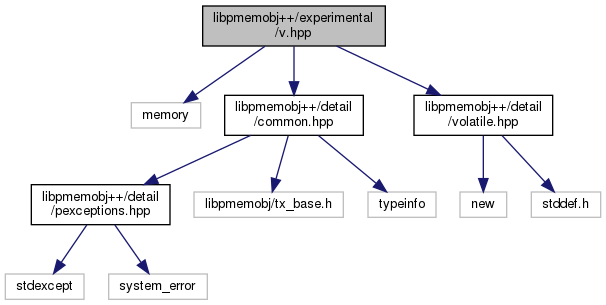 libpmemobj++/experimental
/v.hpp
memory
libpmemobj++/detail
/common.hpp
libpmemobj++/detail
/volatile.hpp
libpmemobj++/detail
/pexceptions.hpp
libpmemobj/tx_base.h
typeinfo
new
stddef.h
stdexcept
system_error